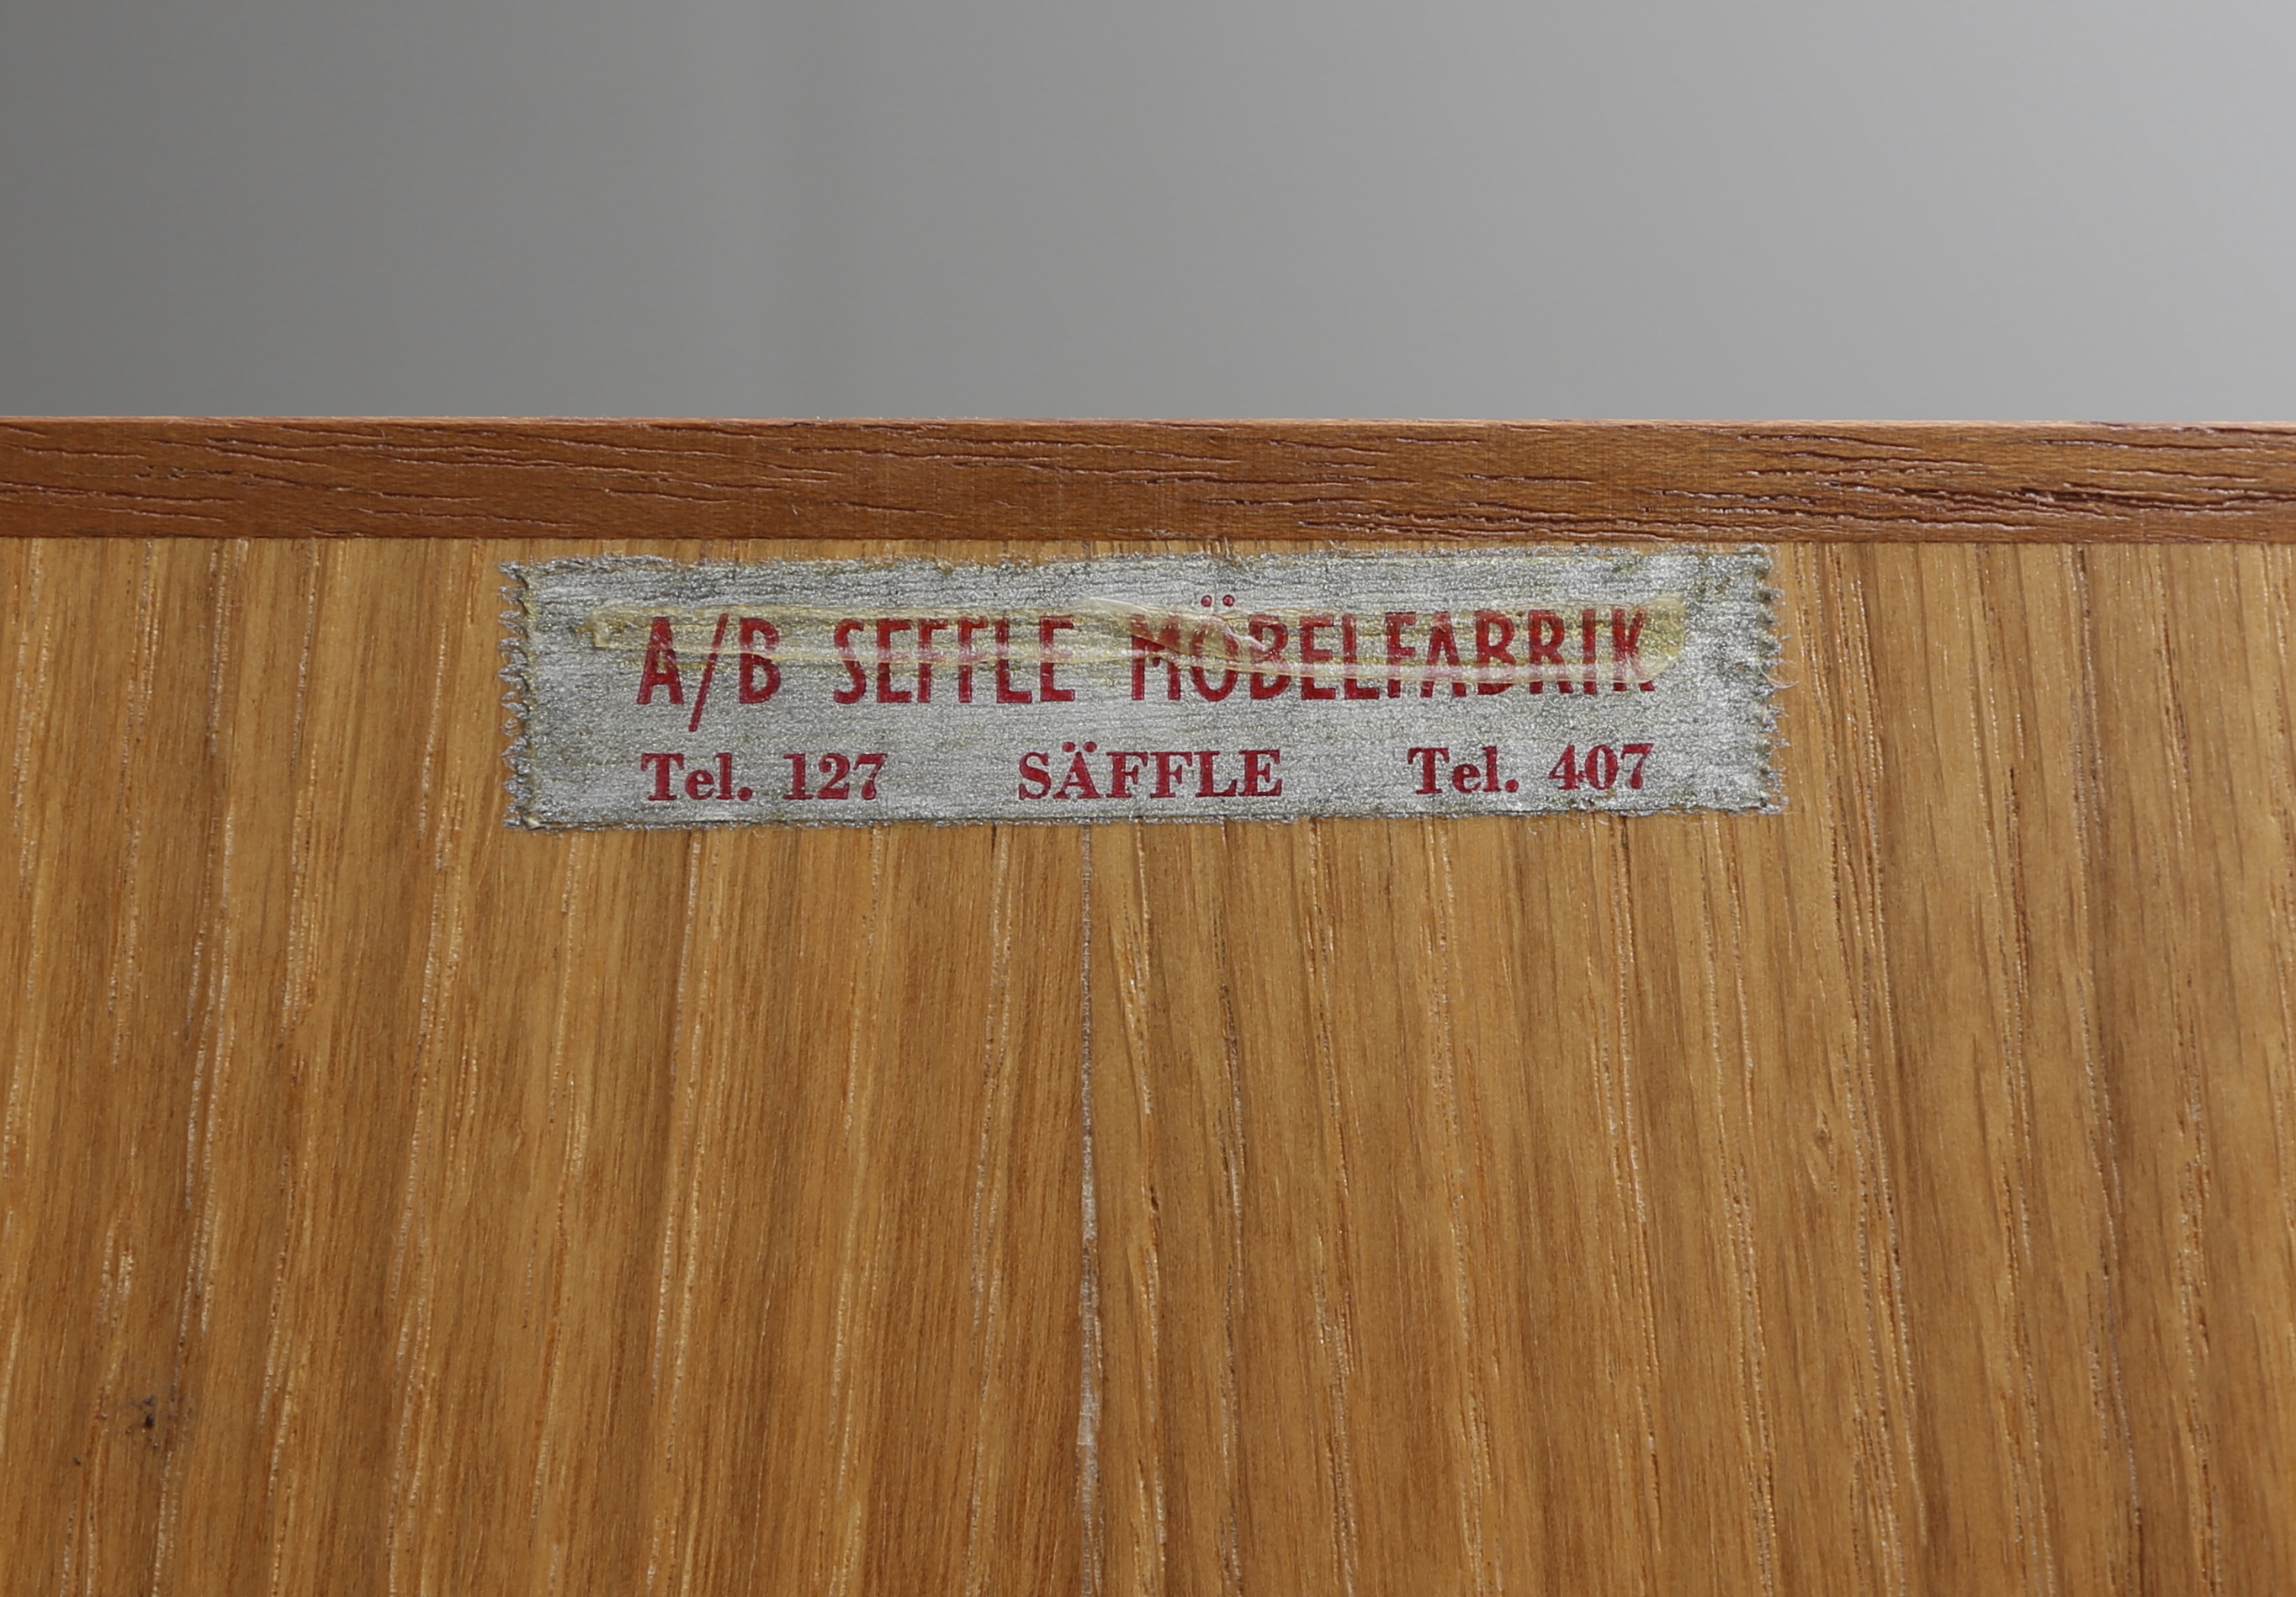 A/B SEFFLE MÖBELFABRIK
Tel. 127 SÄFFLE Tel. 407